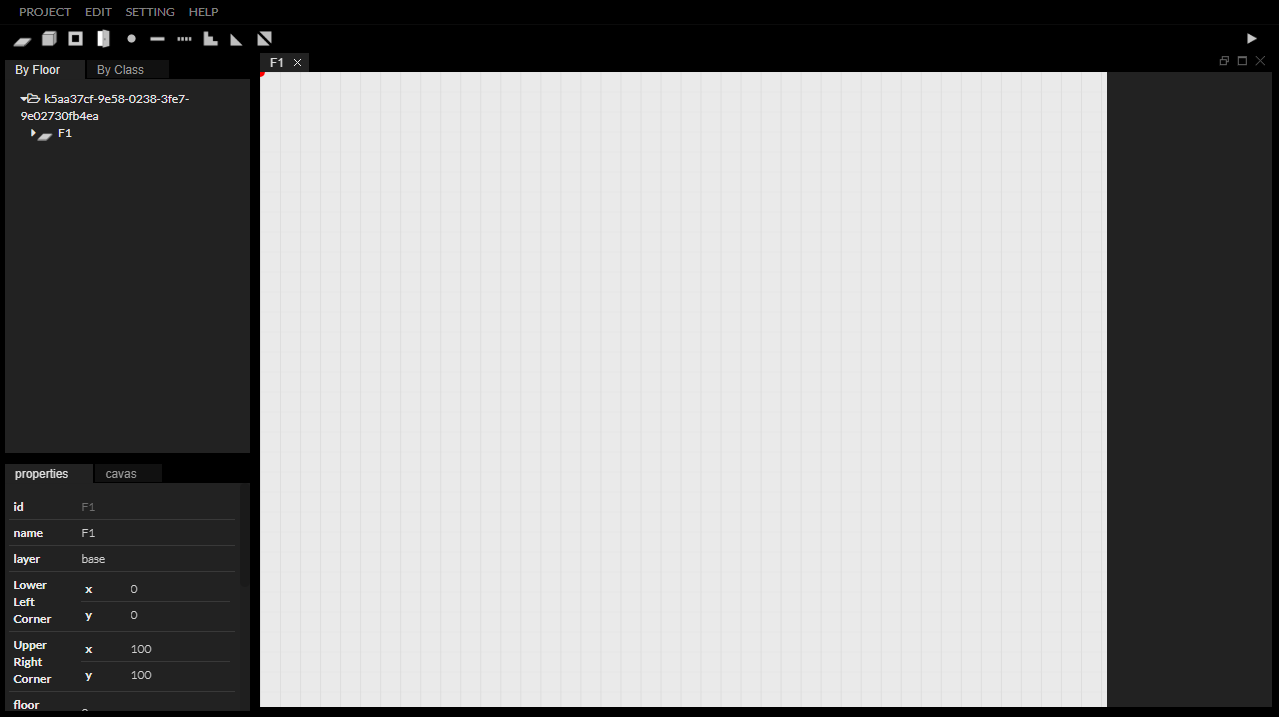 PROJECT EDIT SETTING HELP
By Floor By Class
F1
k5aa37cf-9e58-0238-3fe7-
9e02730fb4ea
F1
properties cavas
id F1
name F1
layer base
Lower Left Corner
x 0
y 0
Upper Right Corner
x 100
y 100
floor